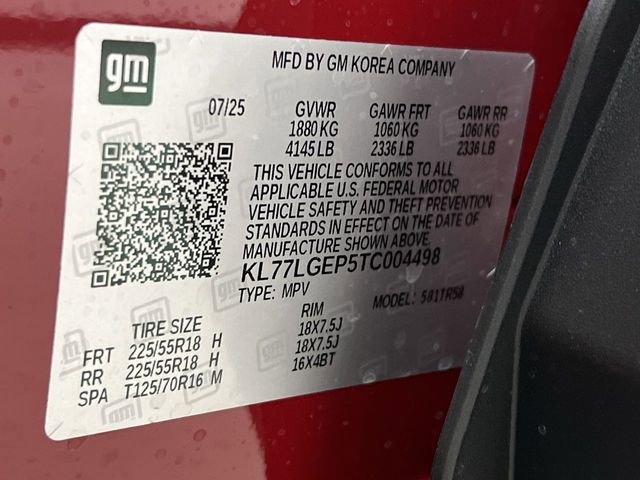 gm
MFD BY GM KOREA COMPANY
07/25 GVWR GAWR FRT GAWR RR
1880 KG 1060 KG 1060 KG
4145 LB 2336 LB 2336 LB
THIS VEHICLE CONFORMS TO ALL
APPLICABLE U.S. FEDERAL MOTOR
VEHICLE SAFETY AND THEFT PREVENTION
STANDARDS IN EFFECT ON THE DATE OF
MANUFACTURE SHOWN ABOVE.
KL77LGEP5TC004498
TYPE: MPV MODEL: 581TR58
TIRE SIZE RIM
FRT 225/55R18 H 18X7.5J
RR 225/55R18 H 18X7.5J
SPA T125/70R16 M 16X4BT